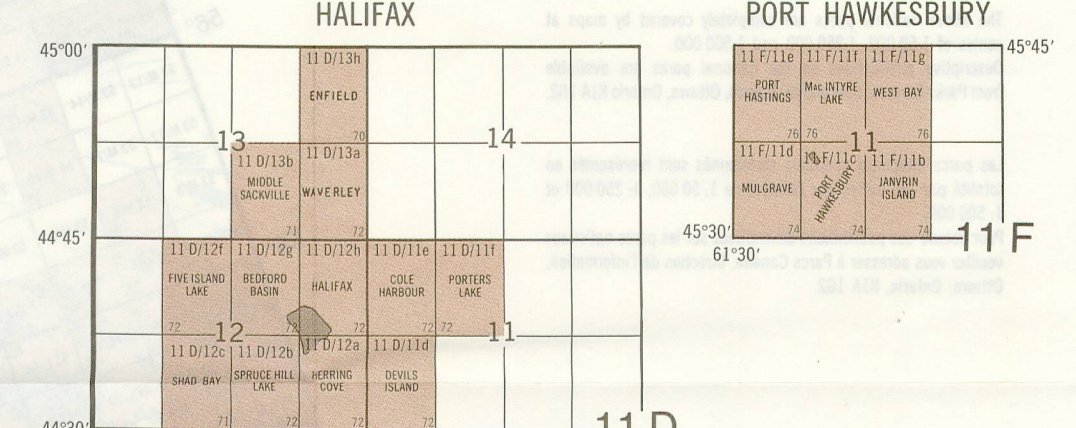 HALIFAX
45°00′
11 D/13h
ENFIELD
70
13
14
11 D/13b
MIDDLE
SACKVILLE
71
11 D/13a
WAVERLEY
72
44°45′
11 D/12f
FIVE ISLAND
LAKE
72
11 D/12g
BEDFORD
BASIN
72
11 D/12h
HALIFAX
72
11 D/11e
COLE
HARBOUR
72
11 D/11f
PORTERS
LAKE
72
12
11
11 D/12c
SHAD BAY
71
11 D/12b
SPRUCE HILL
LAKE
72
11 D/12a
HERRING
COVE
72
11 D/11d
DEVILS
ISLAND
72
44°30′
11 D
PORT HAWKESBURY
45°45′
11 F/11e
PORT
HASTINGS
76
11 F/11f
Mac INTYRE
LAKE
76
11 F/11g
WEST BAY
76
11
11 F/11d
MULGRAVE
74
11 F/11c
PORT
HAWKESBURY
74
11 F/11b
JANVRIN
ISLAND
74
45°30′
61°30′
11 F